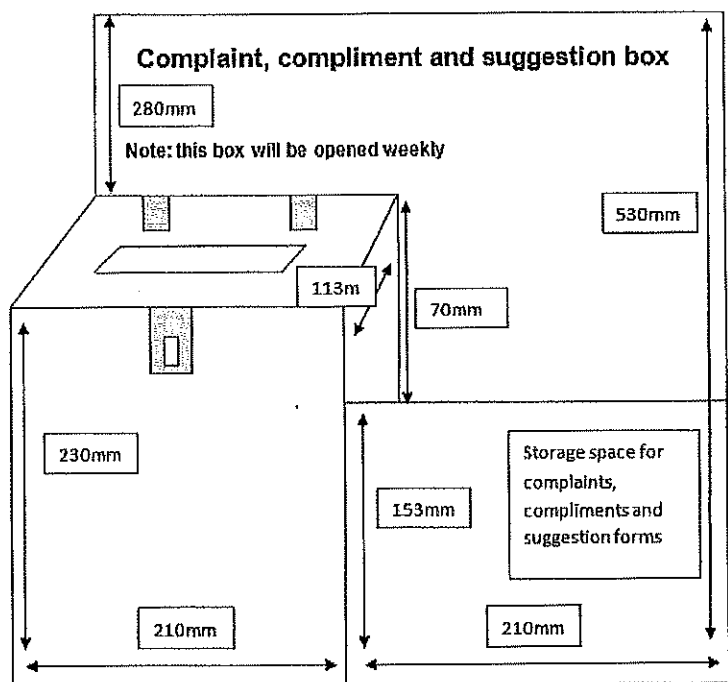 Complaint, compliment and suggestion box
280mm
Note: this box will be opened weekly
530mm
113m
70mm
230mm
153mm
Storage space for
complaints,
compliments and
suggestion forms
210mm
210mm